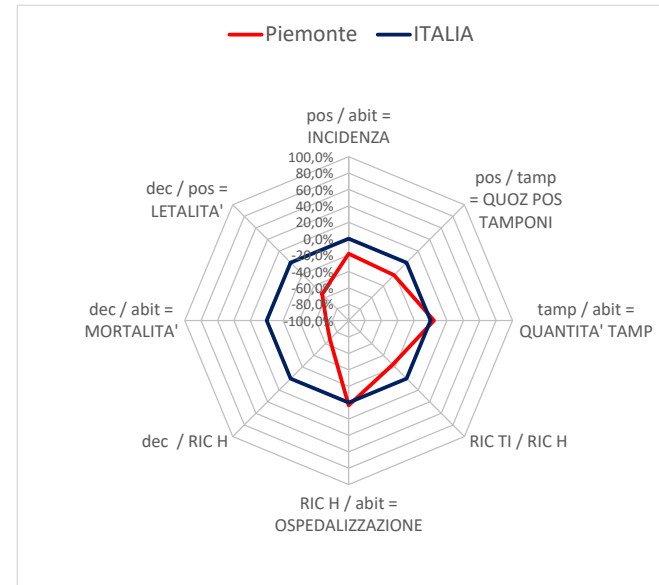 Piemonte ITALIA
pos / abit =
INCIDENZA
100,0%
80,0%
60,0%
40,0%
20,0%
0,0%
-20,0%
-40,0%
-60,0%
-80,0%
-100,0%
pos / tamp
= QUOZ POS
TAMPONI
tamp / abit =
QUANTITA' TAMP
RIC TI / RIC H
RIC H / abit =
OSPEDALIZZAZIONE
dec / RIC H
dec / abit =
MORTALITA'
dec / pos =
LETALITA'